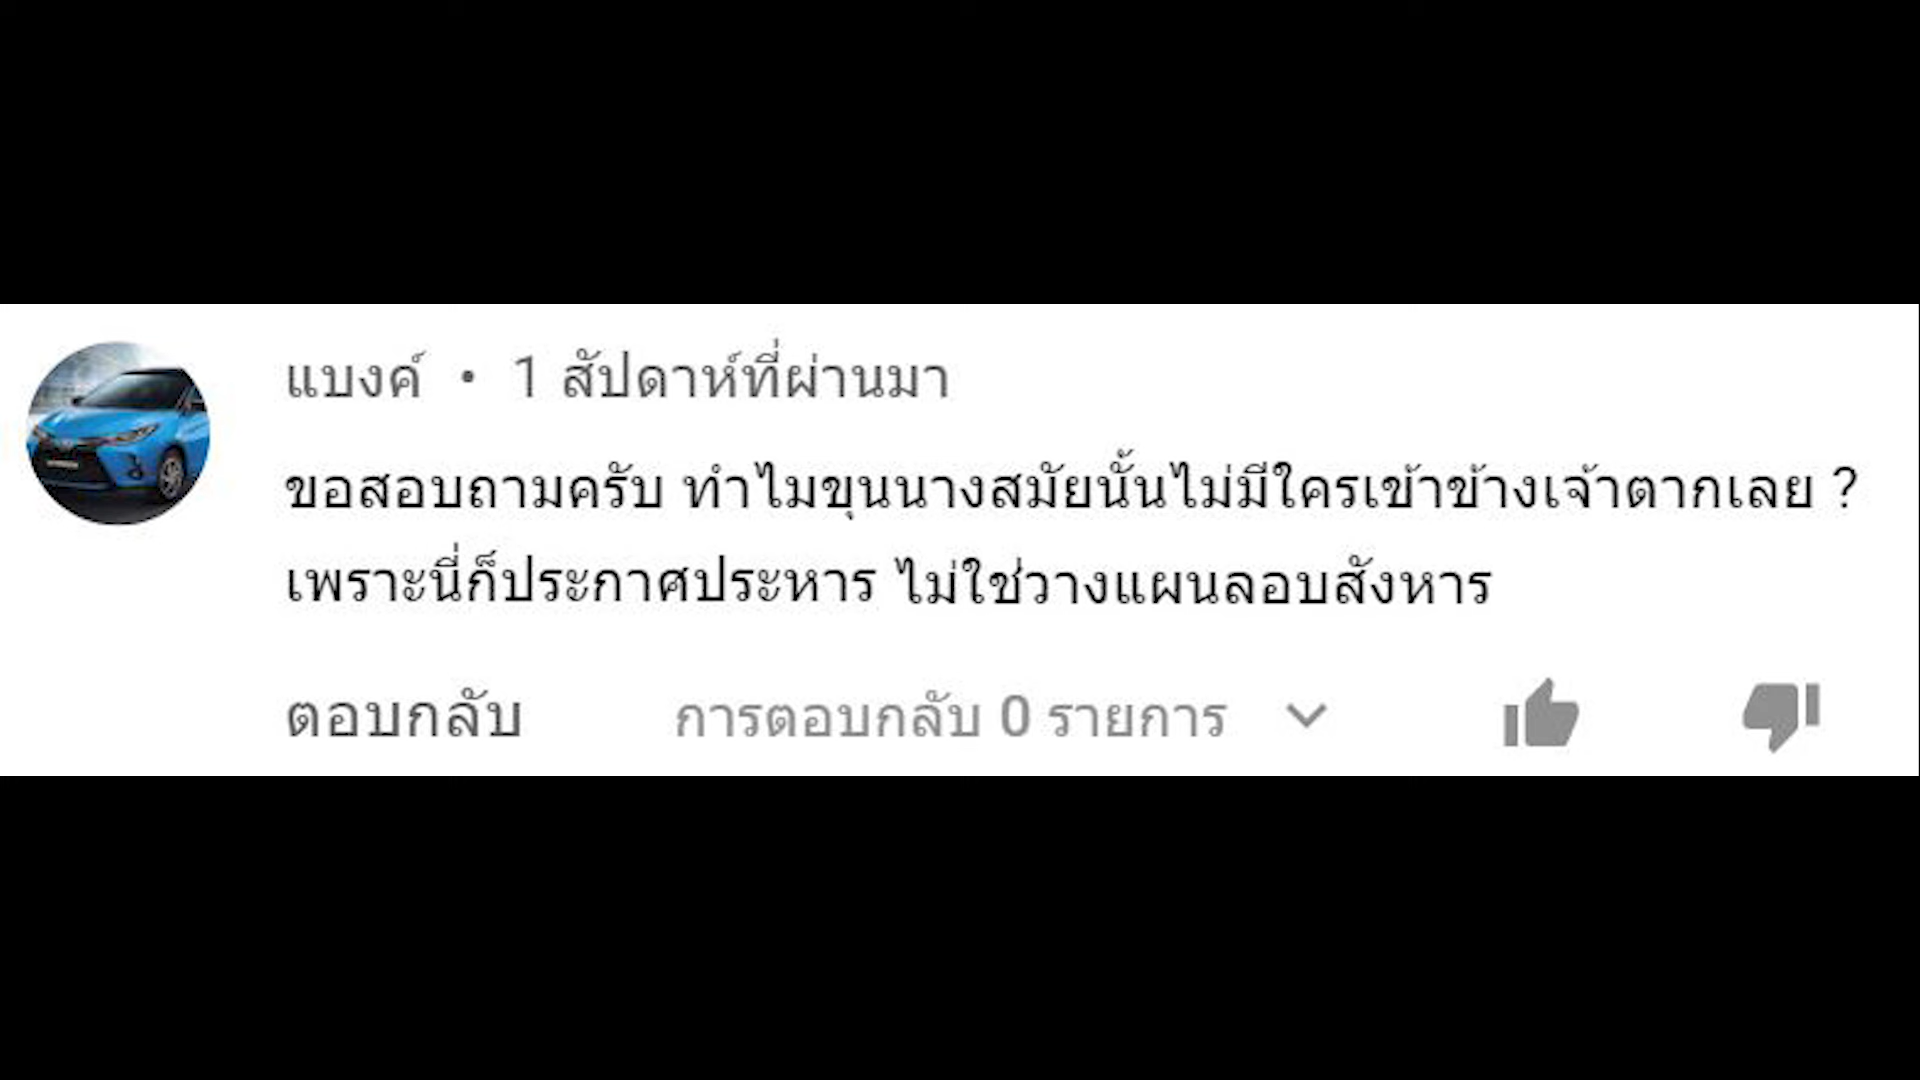 แบงค์ • 1 สัปดาห์ที่ผ่านมา
ขอสอบถามครับ ทำไมขุนนางสมัยนั้นไม่มีใครเข้าข้างเจ้าตากเลย ?
เพราะนี่ก็ประกาศประหาร ไม่ใช่วางแผนลอบสังหาร
ตอบกลับ การตอบกลับ 0 รายการ